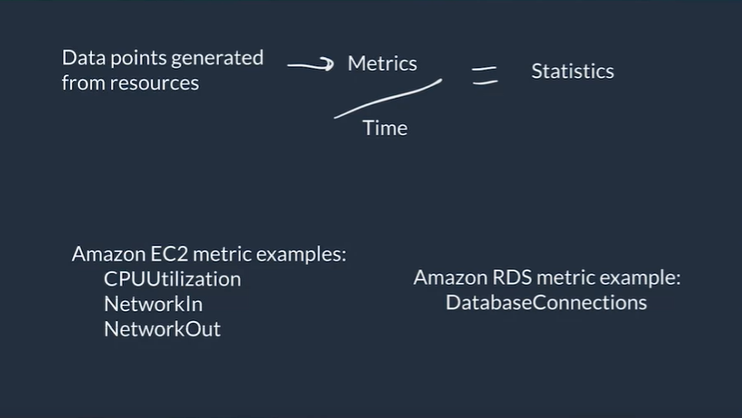 Data points generated
from resources
Metrics
=
Statistics
Time
Amazon EC2 metric examples:
CPUUtilization
NetworkIn
NetworkOut
Amazon RDS metric example:
DatabaseConnections